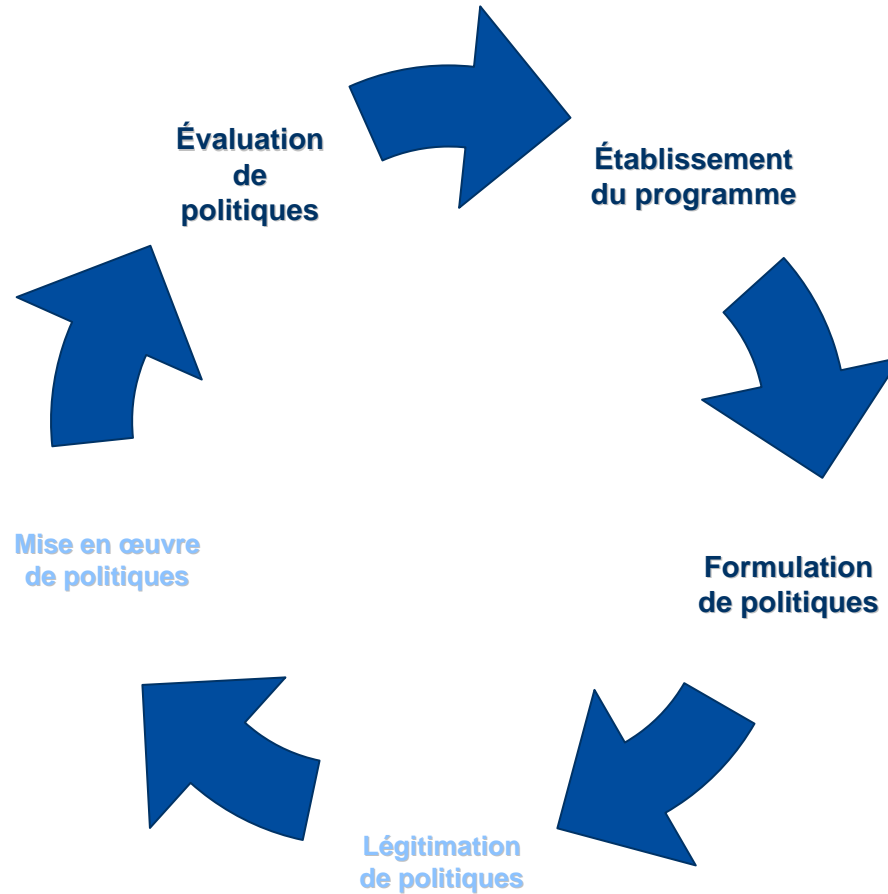 Évaluation
de
politiques
Établissement
du programme
Formulation
de politiques
Légitimation
de politiques
Mise en œuvre
de politiques